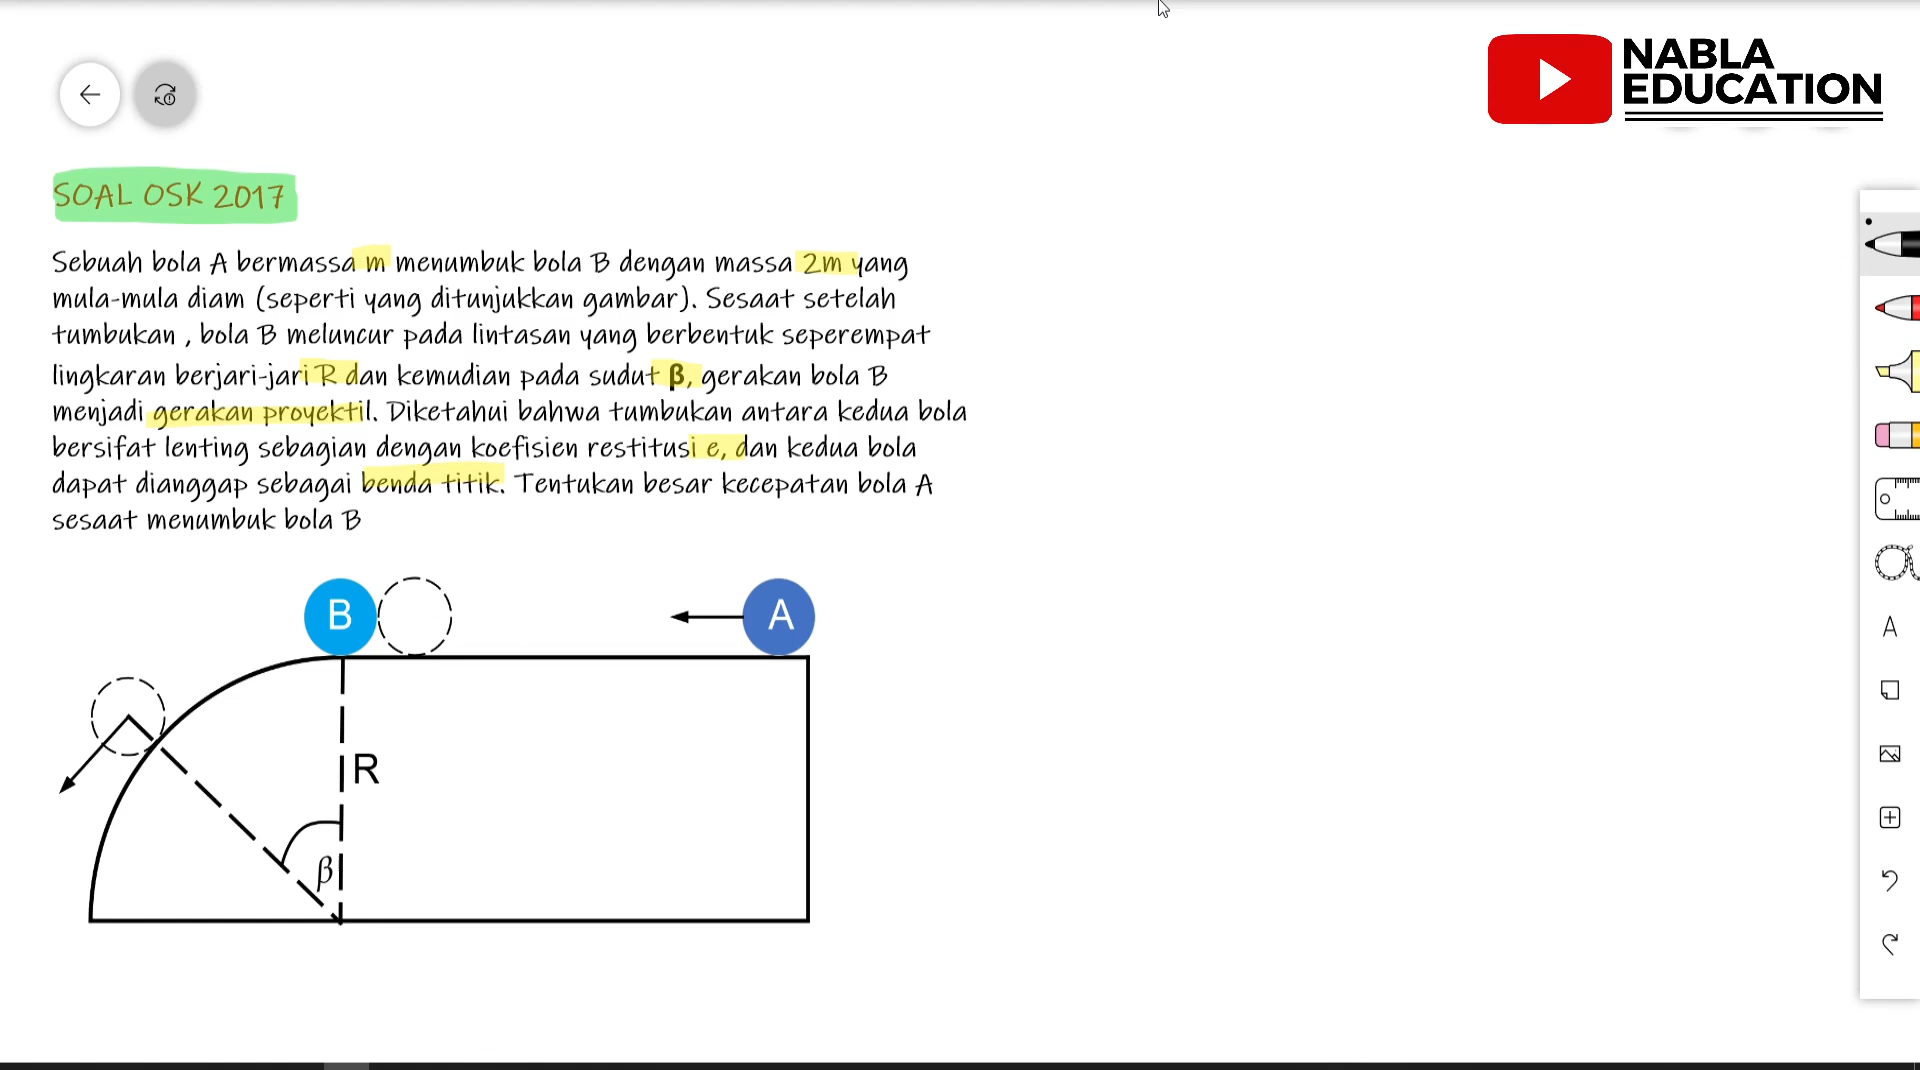 NABLA
EDUCATION
SOAL OSK 2017
Sebuah bola A bermassa m menumbuk bola B dengan massa 2m yang
mula-mula diam (seperti yang ditunjukkan gambar). Sesaat setelah
tumbukan , bola B meluncur pada lintasan yang berbentuk seperempat
lingkaran berjari-jari R dan kemudian pada sudut β, gerakan bola B
menjadi gerakan proyektil. Diketahui bahwa tumbukan antara kedua bola
bersifat lenting sebagian dengan koefisien restitusi e, dan kedua bola
dapat dianggap sebagai benda titik. Tentukan besar kecepatan bola A
sesaat menumbuk bola B
B
A
R
β
A